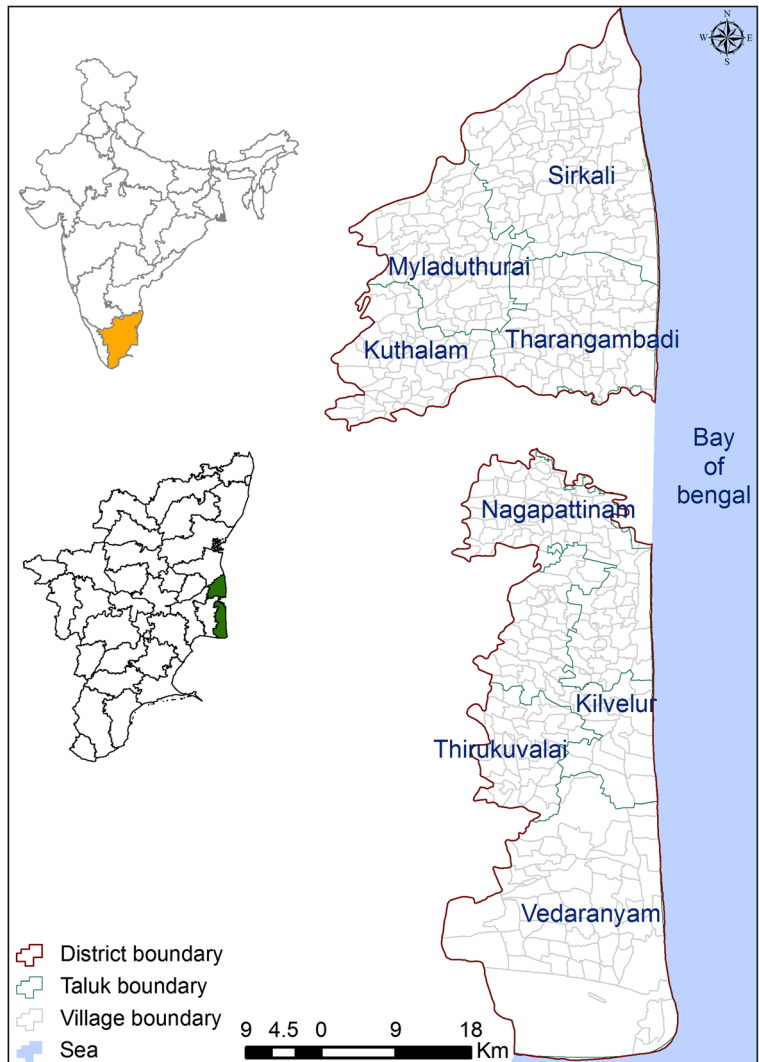 N
W E
S
Sirkali
Myladuthurai
Tharangambadi
Kuthalam
Bay
of
bengal
Nagapattinam
Kilvelur
Thirukuvalai
Vedaranyam
District boundary
Taluk boundary
Village boundary
Sea
9 4.5 0 9 18
Km